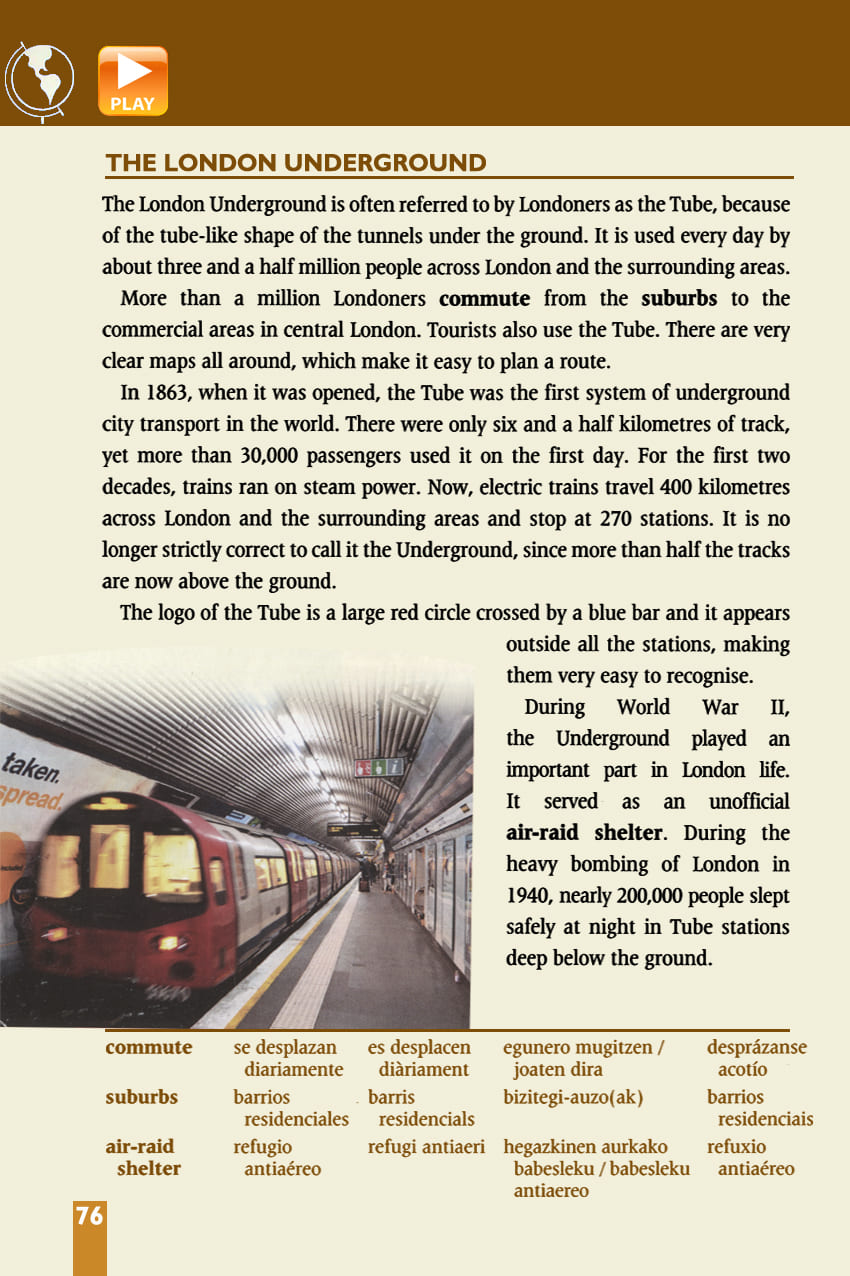 PLAY
THE LONDON UNDERGROUND
The London Underground is often referred to by Londoners as the Tube, because
of the tube-like shape of the tunnels under the ground. It is used every day by
about three and a half million people across London and the surrounding areas.
More than a million Londoners commute from the suburbs to the
commercial areas in central London. Tourists also use the Tube. There are very
clear maps all around, which make it easy to plan a route.
In 1863, when it was opened, the Tube was the first system of underground
city transport in the world. There were only six and a half kilometres of track,
yet more than 30,000 passengers used it on the first day. For the first two
decades, trains ran on steam power. Now, electric trains travel 400 kilometres
across London and the surrounding areas and stop at 270 stations. It is no
longer strictly correct to call it the Underground, since more than half the tracks
are now above the ground.
The logo of the Tube is a large red circle crossed by a blue bar and it appears
outside all the stations, making
them very easy to recognise.
During World War II,
the Underground played an
important part in London life.
It served as an unofficial
air-raid shelter. During the
heavy bombing of London in
1940, nearly 200,000 people slept
safely at night in Tube stations
deep below the ground.
taken.
spread.
commute se desplazan es desplacen egunero mugitzen / desprázanse
diariamente diàriament joaten dira acotío
suburbs barrios barris bizitegi-auzo(ak) barrios
residenciales residencials residenciais
air-raid refugio refugi antiaeri hegazkinen aurkako refuxio
shelter antiaéreo babesleku / babesleku antiaéreo
antiaereo
76